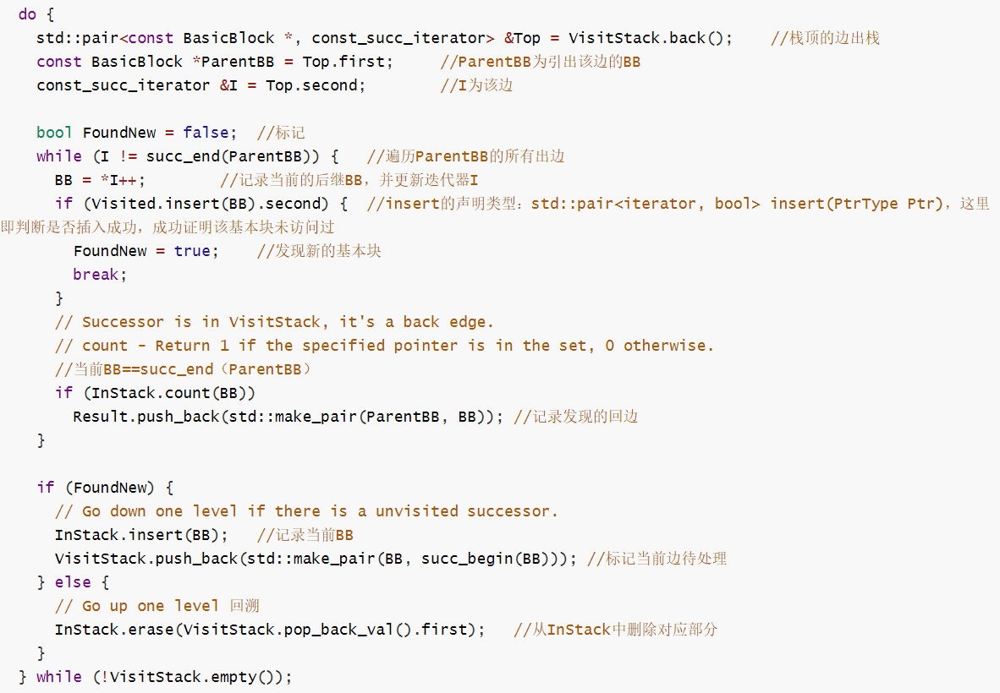 do {
std::pair<const BasicBlock *, const_succ_iterator> &Top = VisitStack.back();    //栈顶的边出栈
const BasicBlock *ParentBB = Top.first;     //ParentBB为引出该边的BB
const_succ_iterator &I = Top.second;        //I为该边
bool FoundNew = false;  //标记
while (I != succ_end(ParentBB)) {   //遍历ParentBB的所有出边
BB = *I++;        //记录当前的后继BB，并更新迭代器I
if (Visited.insert(BB).second) {  //insert的声明类型：std::pair<iterator, bool> insert(PtrType Ptr)，这里
即判断是否插入成功，成功证明该基本块未访问过
FoundNew = true;    //发现新的基本块
break;
}
// Successor is in VisitStack, it's a back edge.
// count - Return 1 if the specified pointer is in the set, 0 otherwise.
//当前BB==succ_end（ParentBB）
if (InStack.count(BB))
Result.push_back(std::make_pair(ParentBB, BB)); //记录发现的回边
}
if (FoundNew) {
// Go down one level if there is a unvisited successor.
InStack.insert(BB);   //记录当前BB
VisitStack.push_back(std::make_pair(BB, succ_begin(BB))); //标记当前边待处理
} else {
// Go up one level 回溯
InStack.erase(VisitStack.pop_back_val().first);   //从InStack中删除对应部分
}
} while (!VisitStack.empty());